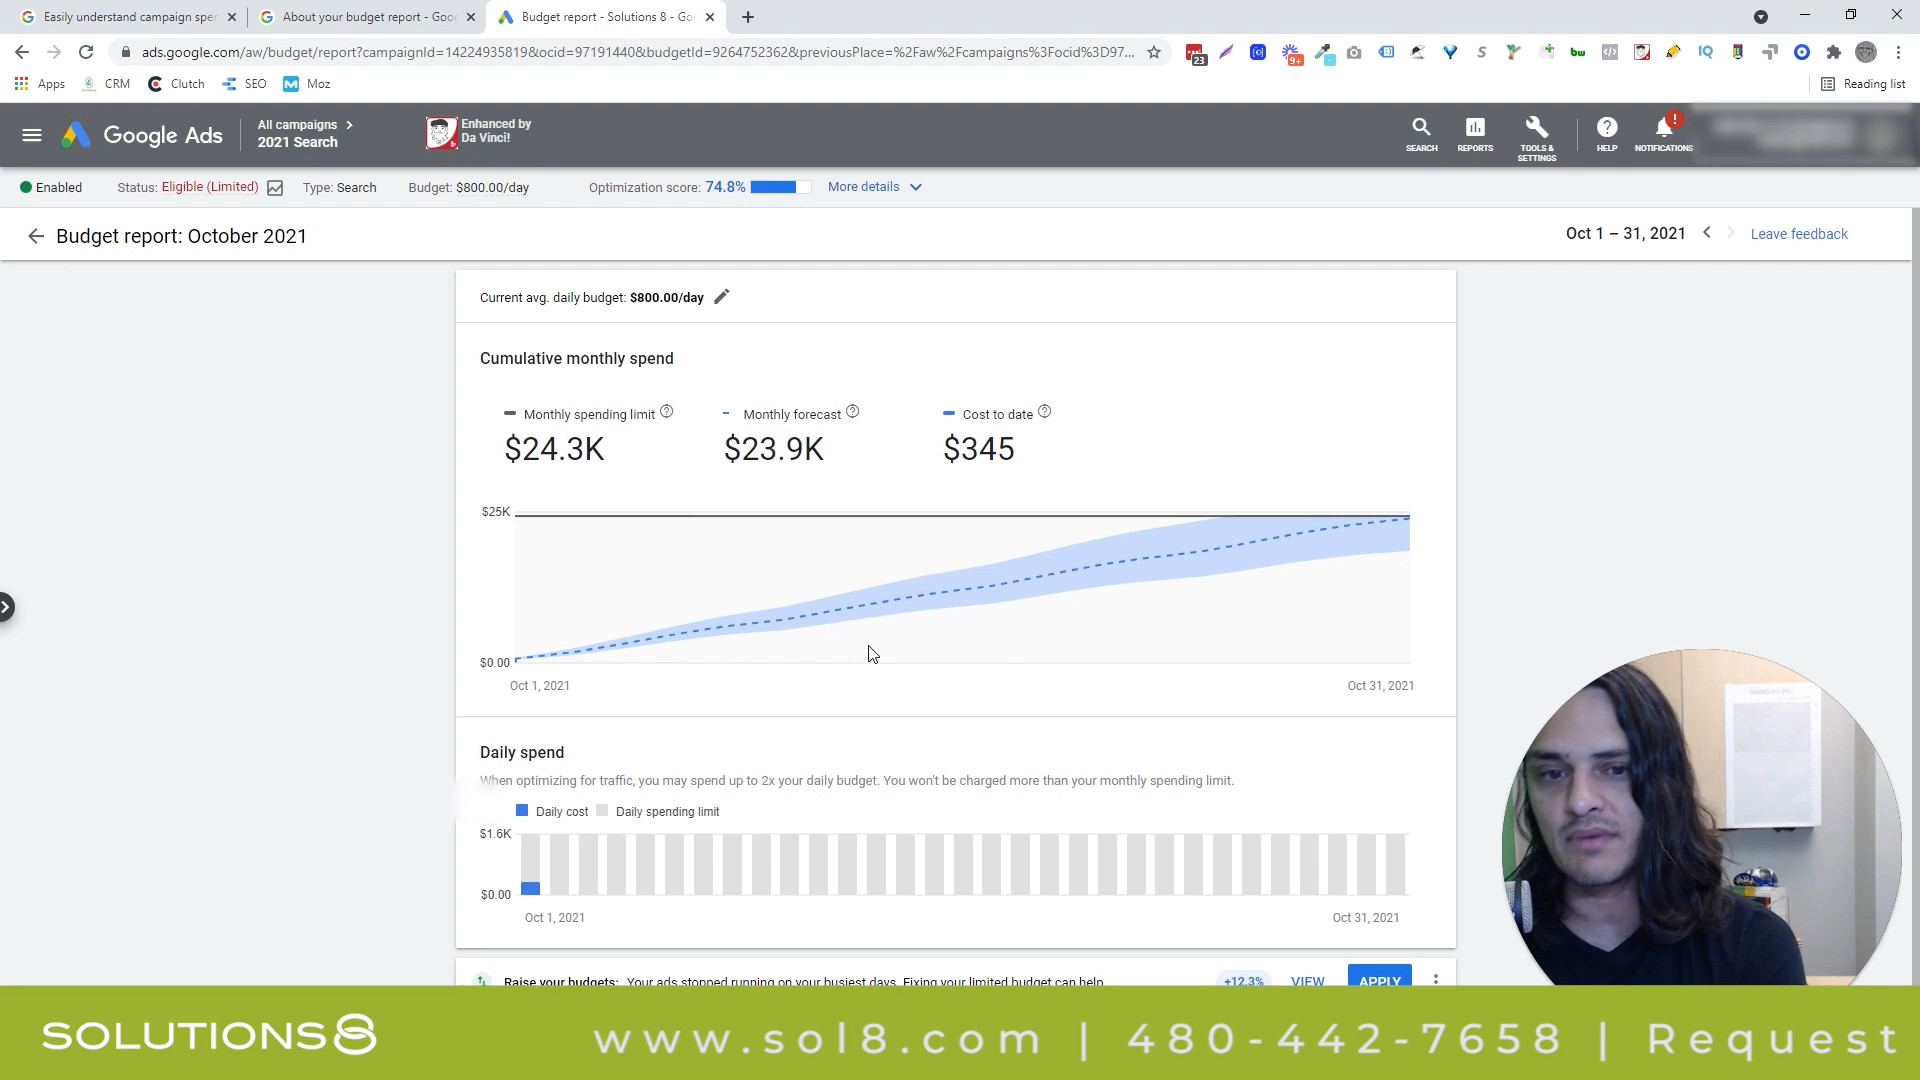 Easily understand campaign sper
About your budget report - Goog
Budget report - Solutions 8 - Goo
ads.google.com/aw/budget/report?campaignId=14224935819&ocid=97191440&budgetId=9264752362&previousPlace=%2Faw%2Fcampaigns%3Focid%3D97...
23
9+
bw
IQ
Apps
CRM
Clutch
SEO
Moz
Reading list
Google Ads
All campaigns
2021 Search
Enhanced by
Da Vinci!
SEARCH
REPORTS
TOOLS &
SETTINGS
HELP
NOTIFICATIONS
Enabled
Status: Eligible (Limited)
Type: Search
Budget: $800.00/day
Optimization score: 74.8%
More details
Budget report: October 2021
Oct 1 – 31, 2021
Leave feedback
Current avg. daily budget: $800.00/day
Cumulative monthly spend
Monthly spending limit
Monthly forecast
Cost to date
$24.3K
$23.9K
$345
$25K
$0.00
Oct 1, 2021
Oct 31, 2021
Daily spend
When optimizing for traffic, you may spend up to 2x your daily budget. You won't be charged more than your monthly spending limit.
Daily cost
Daily spending limit
$1.6K
$0.00
Oct 1, 2021
Oct 31, 2021
Raise your budgets: Your ads stopped running on your busiest days. Fixing your limited budget can help
+12.3%
VIEW
APPLY
SOLUTIONS8
www.sol8.com | 480-442-7658 | Request